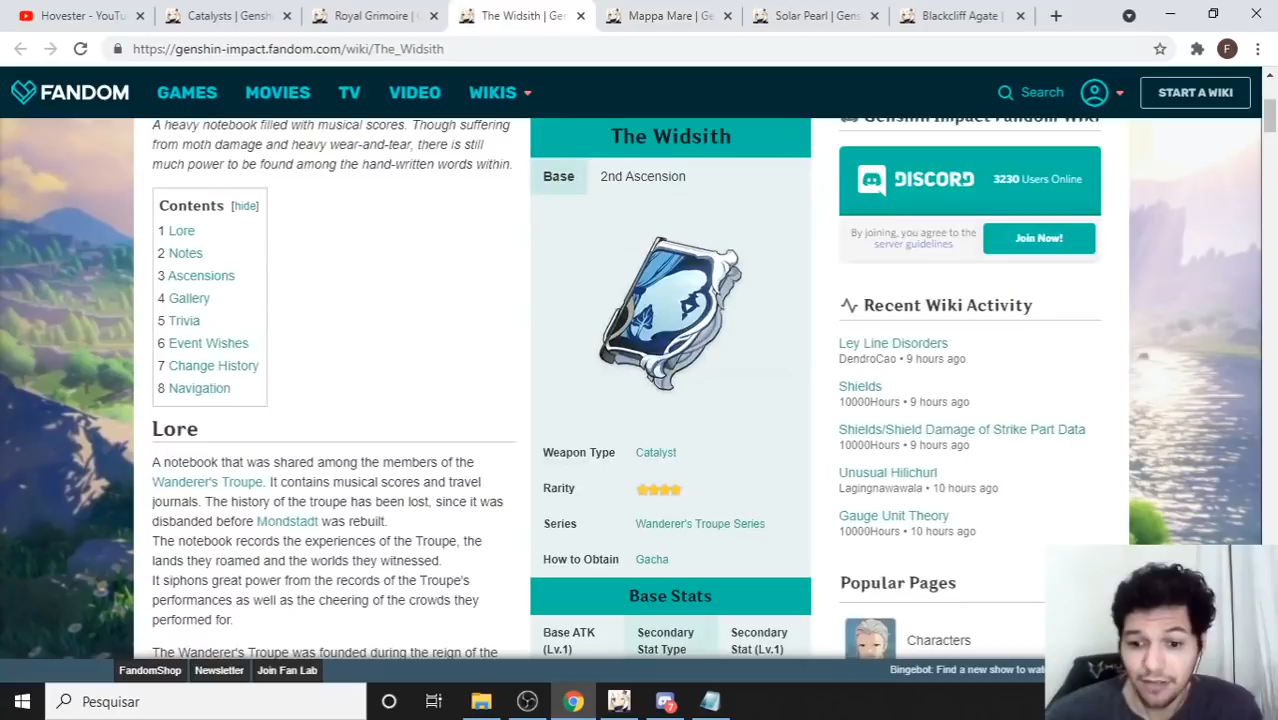 Hovester - YouTu
Catalysts | Gensh
Royal Grimoire |
The Widsith | Ge
Mappa Mare | Ge
Solar Pearl | Gens
Blackcliff Agate |
https://genshin-impact.fandom.com/wiki/The_Widsith
F
FANDOM
GAMES
MOVIES
TV
VIDEO
WIKIS
Search
START A WIKI
A heavy notebook filled with musical scores. Though suffering
from moth damage and heavy wear-and-tear, there is still
much power to be found among the hand-written words within.
Contents [hide]
1 Lore
2 Notes
3 Ascensions
4 Gallery
5 Trivia
6 Event Wishes
7 Change History
8 Navigation
Lore
A notebook that was shared among the members of the
Wanderer's Troupe. It contains musical scores and travel
journals. The history of the troupe has been lost, since it was
disbanded before Mondstadt was rebuilt.
The notebook records the experiences of the Troupe, the
lands they roamed and the worlds they witnessed.
It siphons great power from the records of the Troupe's
performances as well as the cheering of the crowds they
performed for.
The Wanderer's Troupe was founded during the reign of the
The Widsith
Base
2nd Ascension
Weapon Type
Catalyst
Rarity
Series
Wanderer's Troupe Series
How to Obtain
Gacha
Base Stats
Base ATK
(Lv.1)
Secondary
Stat Type
Secondary
Stat (Lv.1)
Genshin Impact Fandom Wiki
DISCORD
3230 Users Online
By joining, you agree to the
server guidelines.
Join Now!
Recent Wiki Activity
Ley Line Disorders
DendroCao • 9 hours ago
Shields
10000Hours • 9 hours ago
Shields/Shield Damage of Strike Part Data
10000Hours • 9 hours ago
Unusual Hilichurl
Lagingnawawala • 10 hours ago
Gauge Unit Theory
10000Hours • 10 hours ago
Popular Pages
Characters
FandomShop
Newsletter
Join Fan Lab
Bingebot: Find a new show to wat
Pesquisar
7